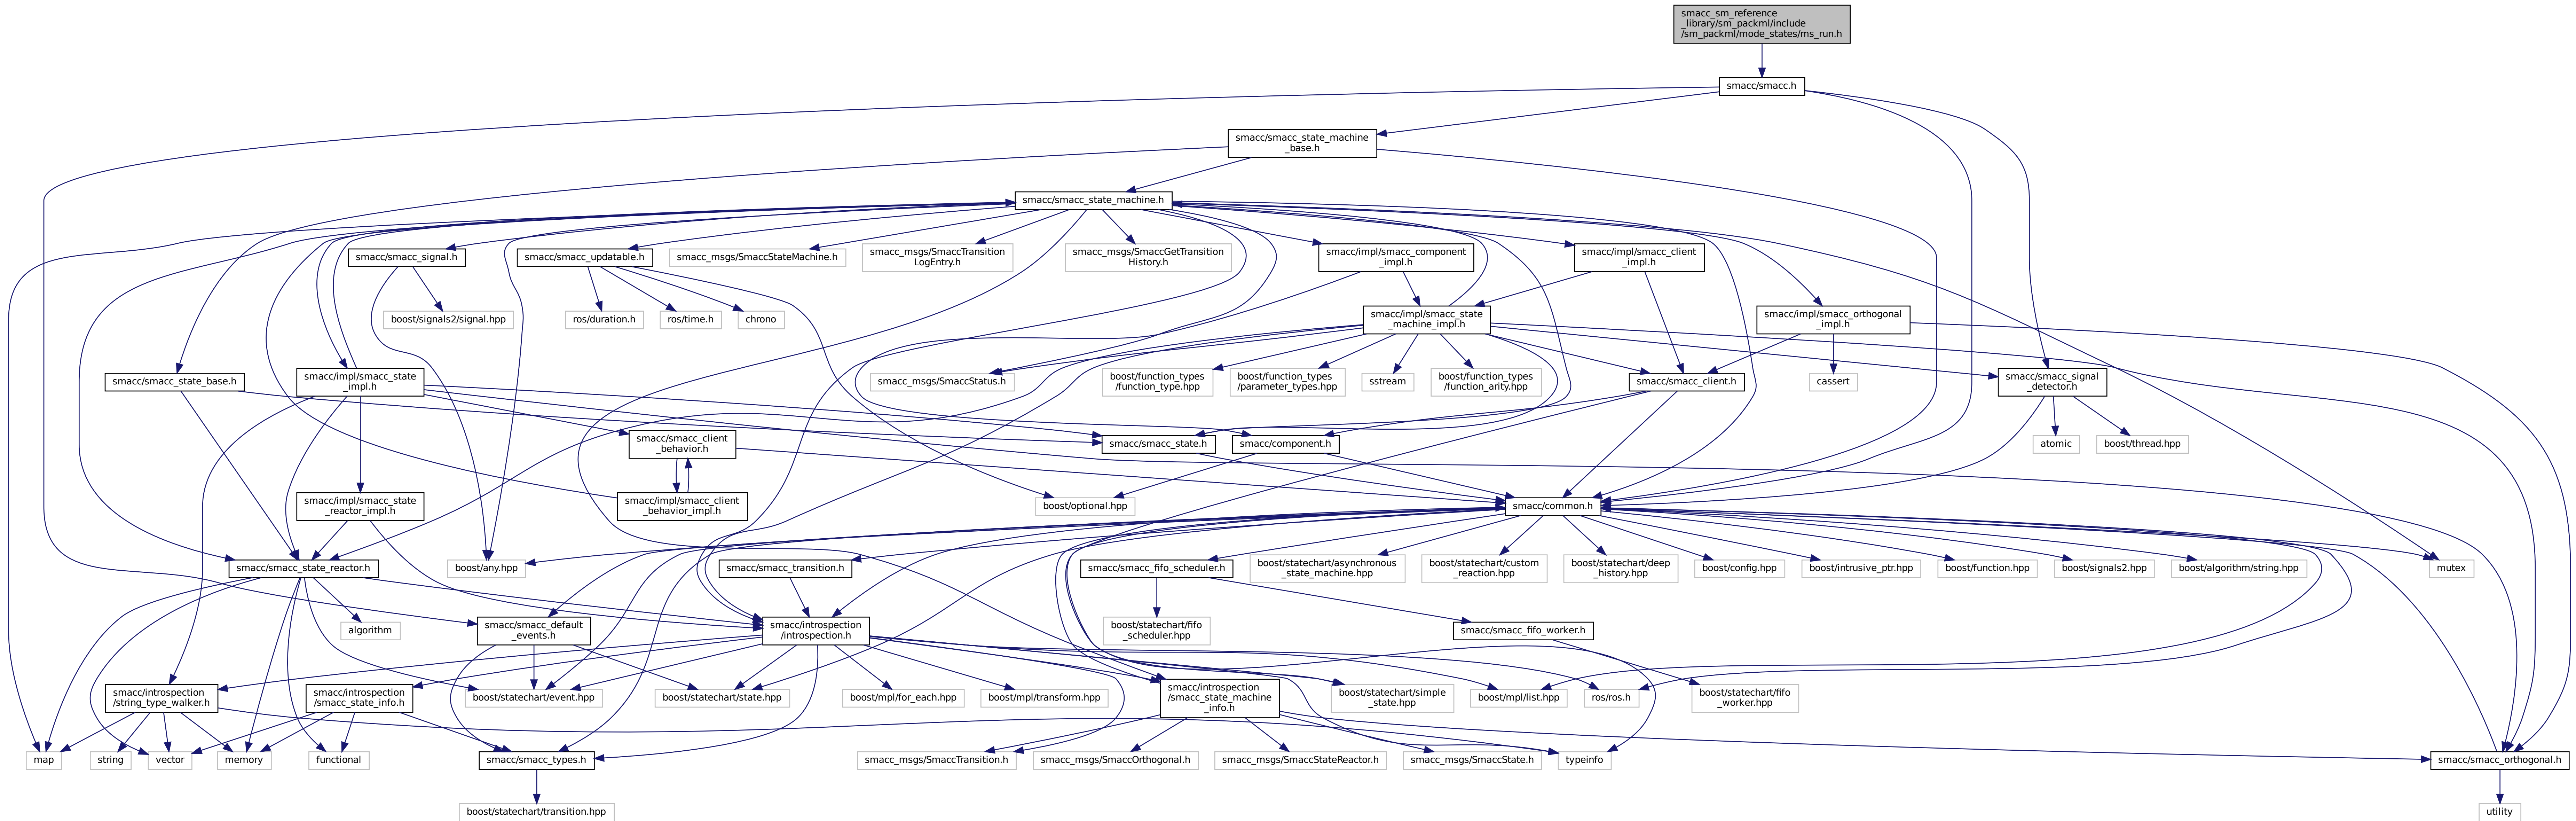 smacc_sm_reference
_library/sm_packml/include
/sm_packml/mode_states/ms_run.h
smacc/smacc.h
smacc/smacc_state_machine
_base.h
smacc/smacc_state_machine.h
smacc/smacc_signal.h
smacc/smacc_updatable.h
smacc_msgs/SmaccStateMachine.h
smacc_msgs/SmaccTransition
LogEntry.h
smacc_msgs/SmaccGetTransition
History.h
smacc/impl/smacc_component
_impl.h
smacc/impl/smacc_client
_impl.h
boost/signals2/signal.hpp
ros/duration.h
ros/time.h
chrono
smacc/impl/smacc_state
_machine_impl.h
smacc/impl/smacc_orthogonal
_impl.h
smacc/smacc_state_base.h
smacc/impl/smacc_state
_impl.h
smacc_msgs/SmaccStatus.h
boost/function_types
/function_type.hpp
boost/function_types
/parameter_types.hpp
sstream
boost/function_types
/function_arity.hpp
smacc/smacc_client.h
cassert
smacc/smacc_signal
_detector.h
smacc/smacc_client
_behavior.h
smacc/smacc_state.h
smacc/component.h
atomic
boost/thread.hpp
smacc/impl/smacc_state
_reactor_impl.h
smacc/impl/smacc_client
_behavior_impl.h
boost/optional.hpp
smacc/common.h
smacc/smacc_state_reactor.h
boost/any.hpp
smacc/smacc_transition.h
smacc/smacc_fifo_scheduler.h
boost/statechart/asynchronous
_state_machine.hpp
boost/statechart/custom
_reaction.hpp
boost/statechart/deep
_history.hpp
boost/config.hpp
boost/intrusive_ptr.hpp
boost/function.hpp
boost/signals2.hpp
boost/algorithm/string.hpp
mutex
algorithm
smacc/smacc_default
_events.h
smacc/introspection
/introspection.h
boost/statechart/fifo
_scheduler.hpp
smacc/smacc_fifo_worker.h
smacc/introspection
/string_type_walker.h
smacc/introspection
/smacc_state_info.h
boost/statechart/event.hpp
boost/statechart/state.hpp
boost/mpl/for_each.hpp
boost/mpl/transform.hpp
smacc/introspection
/smacc_state_machine
_info.h
boost/statechart/simple
_state.hpp
boost/mpl/list.hpp
ros/ros.h
boost/statechart/fifo
_worker.hpp
map
string
vector
memory
functional
smacc/smacc_types.h
smacc_msgs/SmaccTransition.h
smacc_msgs/SmaccOrthogonal.h
smacc_msgs/SmaccStateReactor.h
smacc_msgs/SmaccState.h
typeinfo
smacc/smacc_orthogonal.h
boost/statechart/transition.hpp
utility